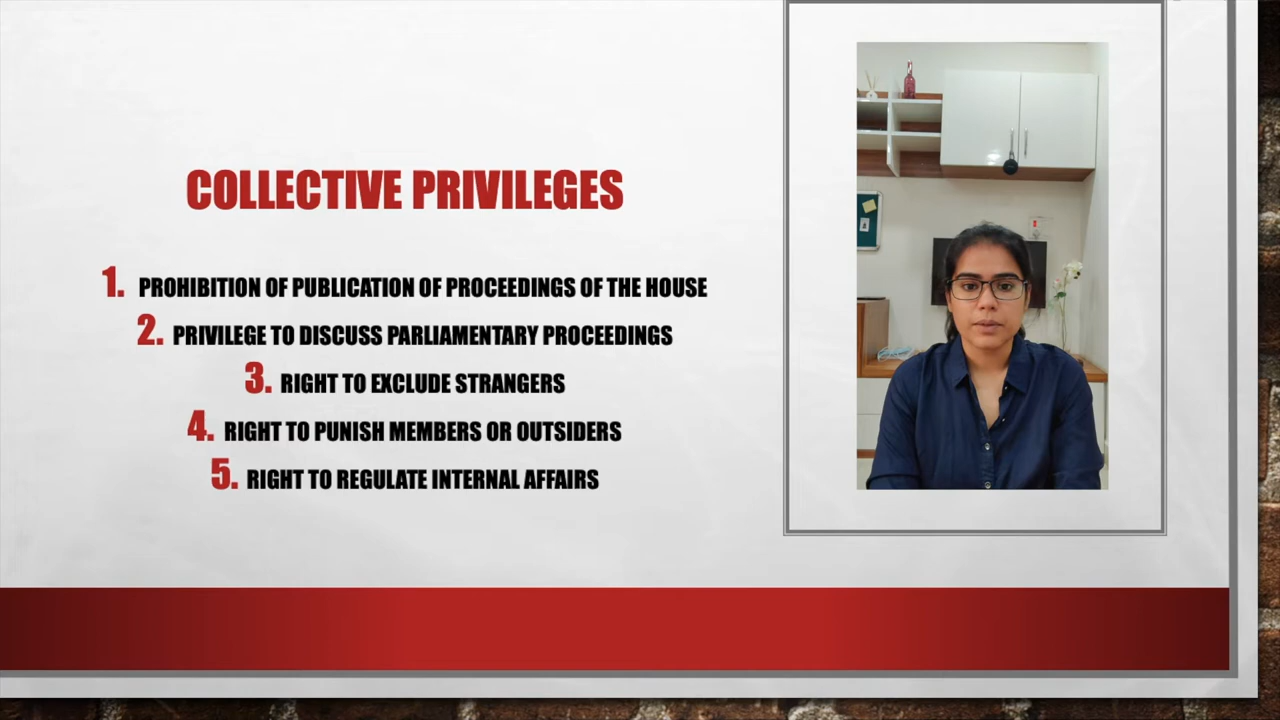 COLLECTIVE PRIVILEGES
1. PROHIBITION OF PUBLICATION OF PROCEEDINGS OF THE HOUSE
2. PRIVILEGE TO DISCUSS PARLIAMENTARY PROCEEDINGS
3. RIGHT TO EXCLUDE STRANGERS
4. RIGHT TO PUNISH MEMBERS OR OUTSIDERS
5. RIGHT TO REGULATE INTERNAL AFFAIRS